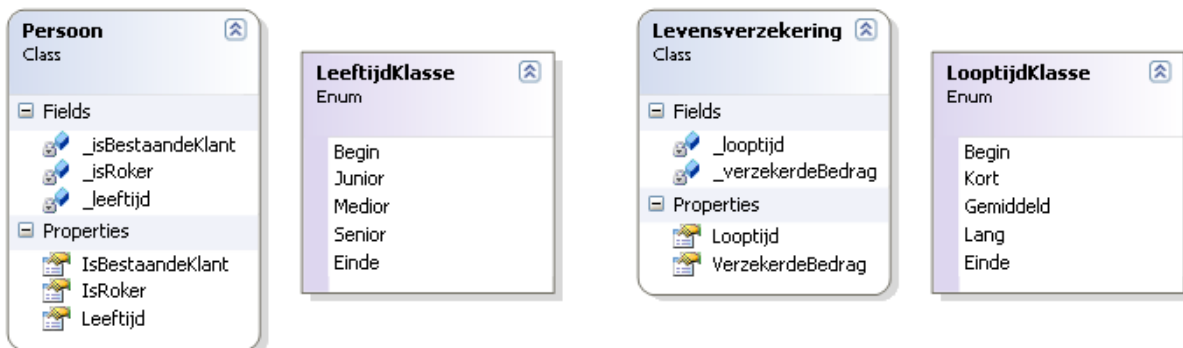 Persoon
Class
Fields
_isBestaandeKlant
_isRoker
_leeftijd
Properties
IsBestaandeKlant
IsRoker
Leeftijd
LeeftijdKlasse
Enum
Begin
Junior
Medior
Senior
Einde
Levensverzekering
Class
Fields
_looptijd
_verzekerdeBedrag
Properties
Looptijd
VerzekerdeBedrag
LooptijdKlasse
Enum
Begin
Kort
Gemiddeld
Lang
Einde